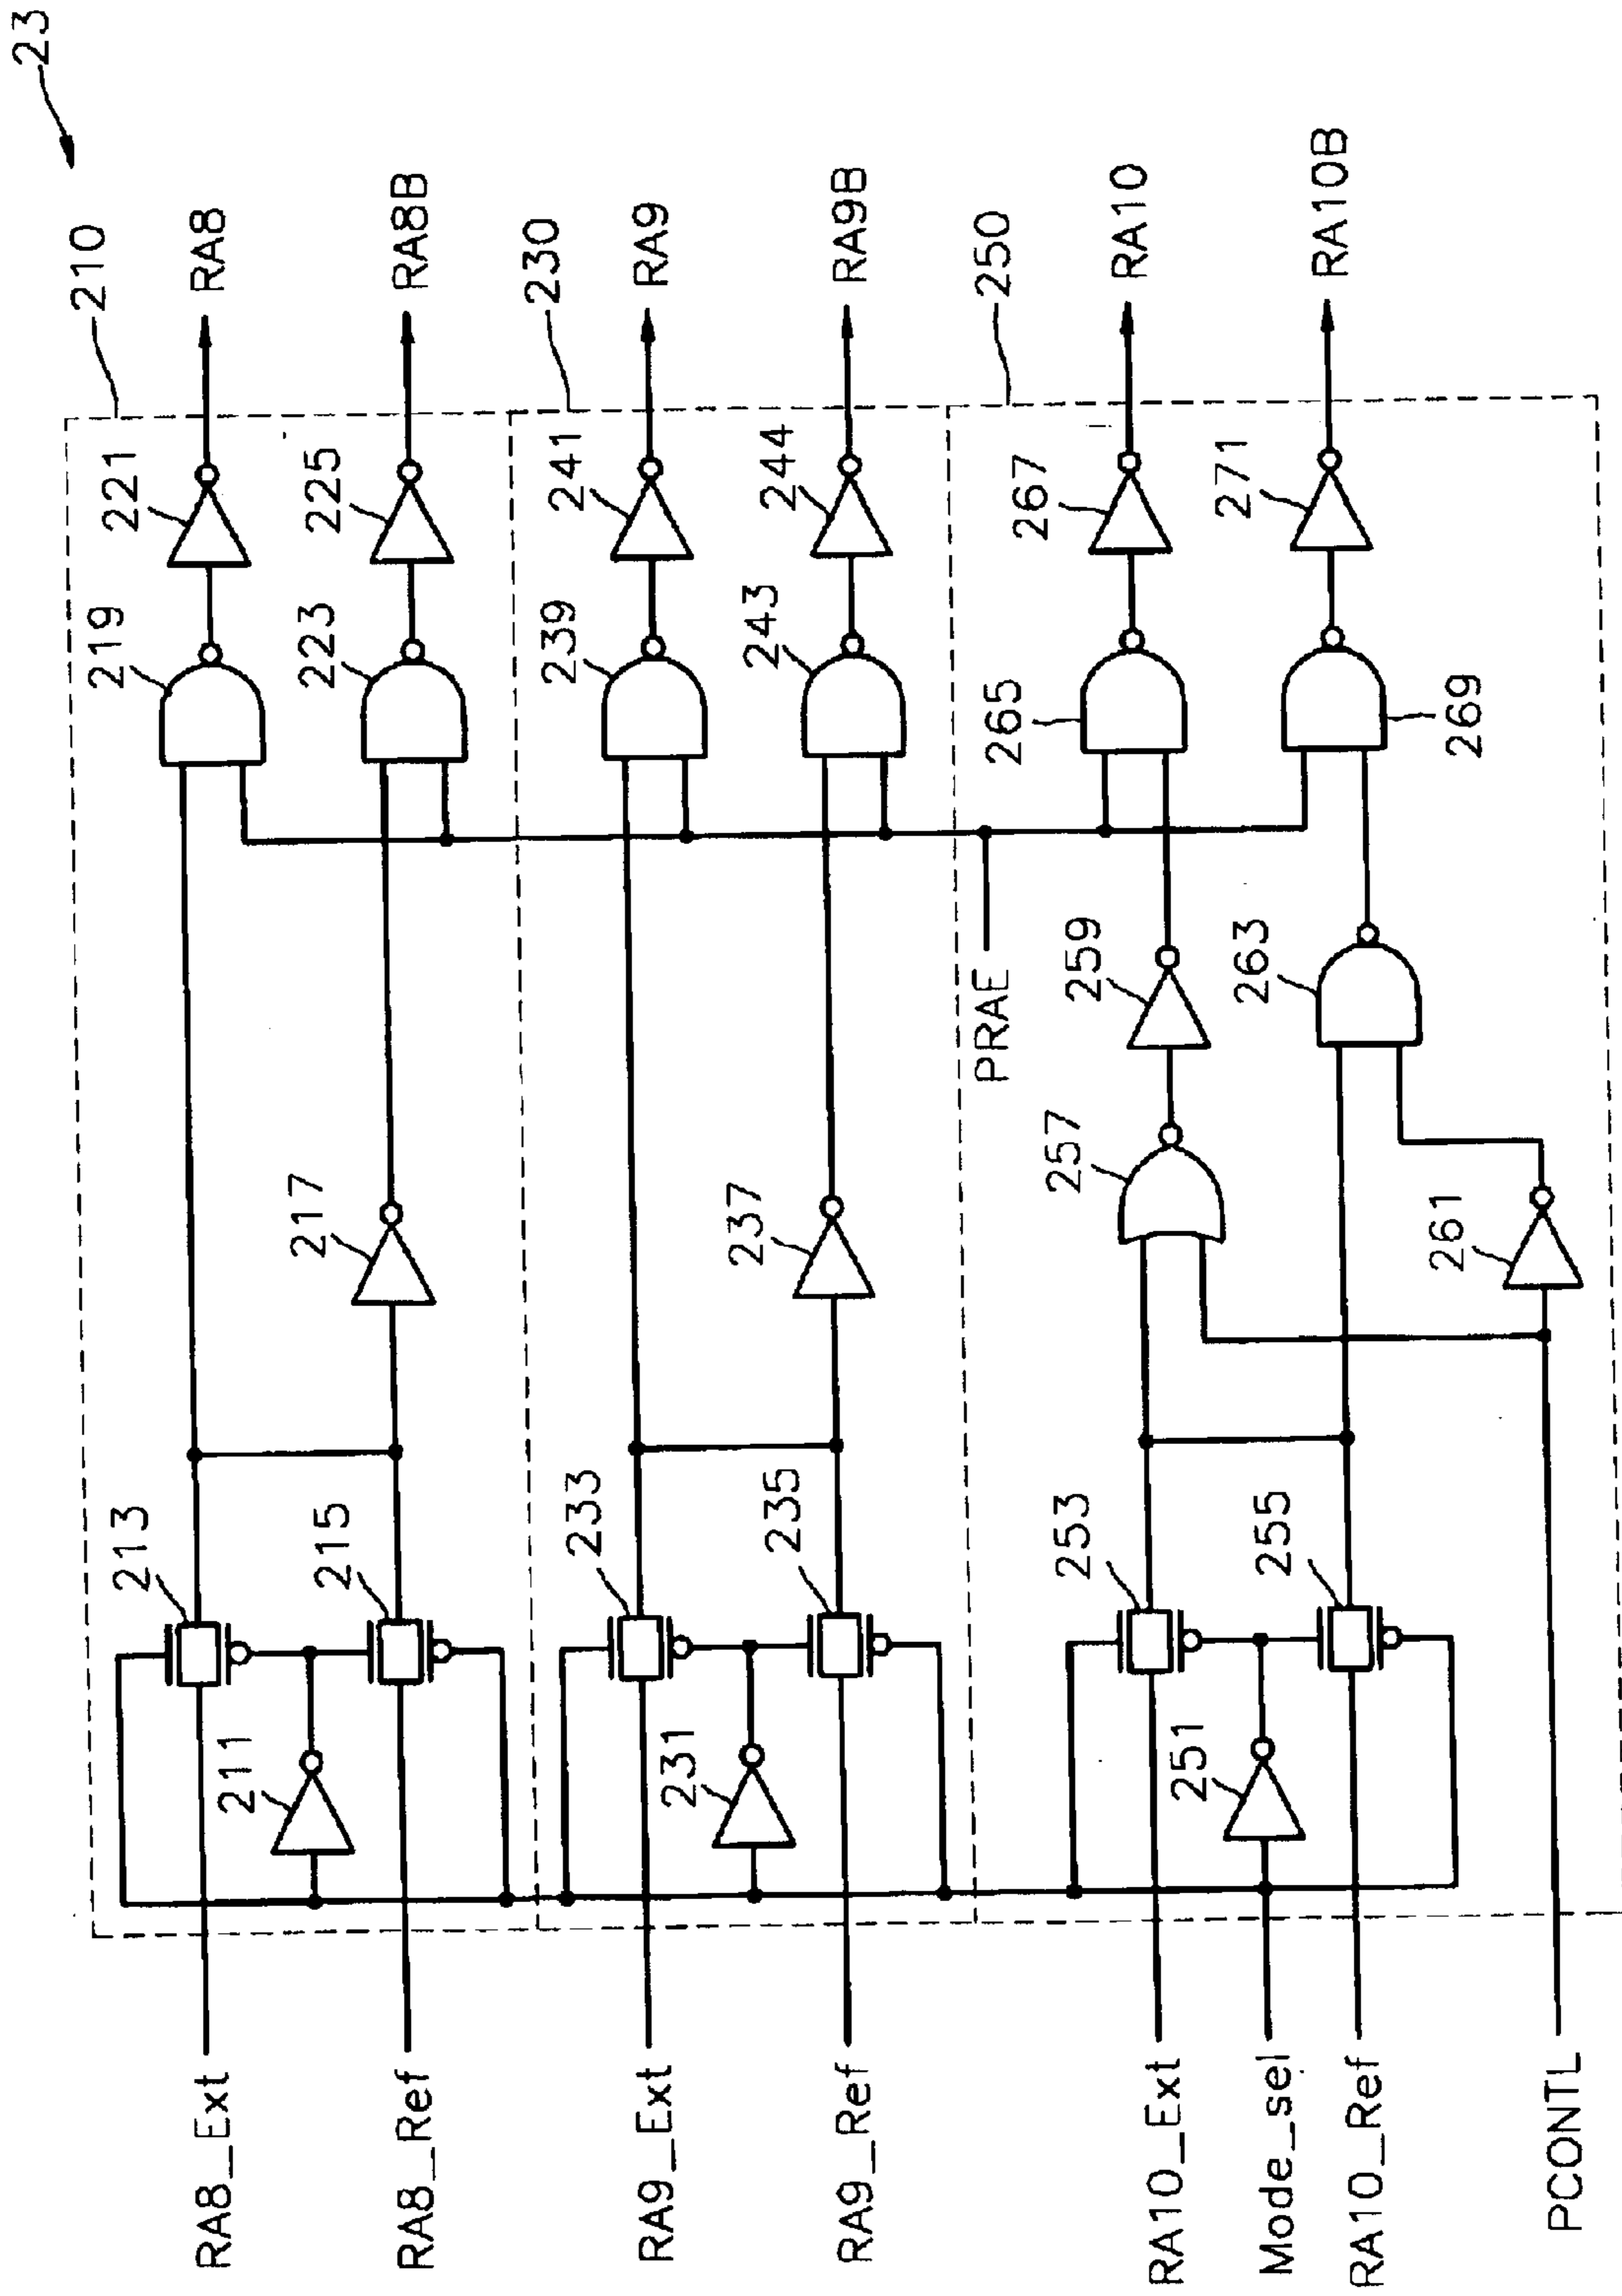 23
210
RA8
RA8B
230
RA9
RA9B
250
RA10
RA10B
221
225
241
244
267
271
219
223
239
243
265
269
PRAE
259
263
217
237
257
261
213
215
233
235
253
255
211
231
251
RA8_Ext
RA8_Ref
RA9_Ext
RA9_Ref
RA10_Ext
Mode_sel
RA10_Ref
PCONTL